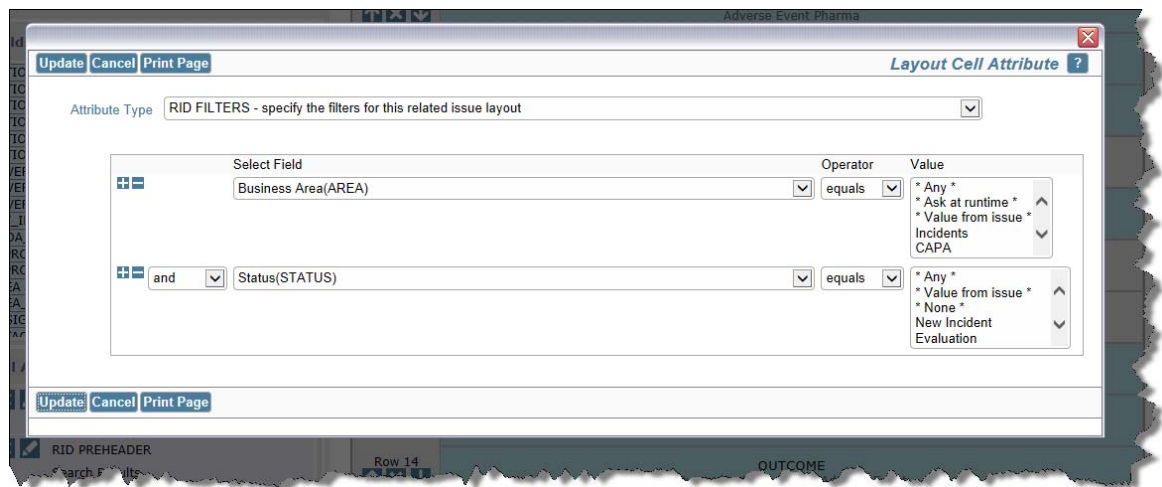 Adverse Event Pharma
Update Cancel Print Page
Layout Cell Attribute ?
Attribute Type RID FILTERS - specify the filters for this related issue layout
Select Field Operator Value
Business Area(AREA) equals * Any *
* Ask at runtime *
* Value from issue *
Incidents
CAPA
and Status(STATUS) equals * Any *
* Value from issue *
* None *
New Incident
Evaluation
Update Cancel Print Page
RID PREHEADER
Search Results
Row 14
OUTCOME